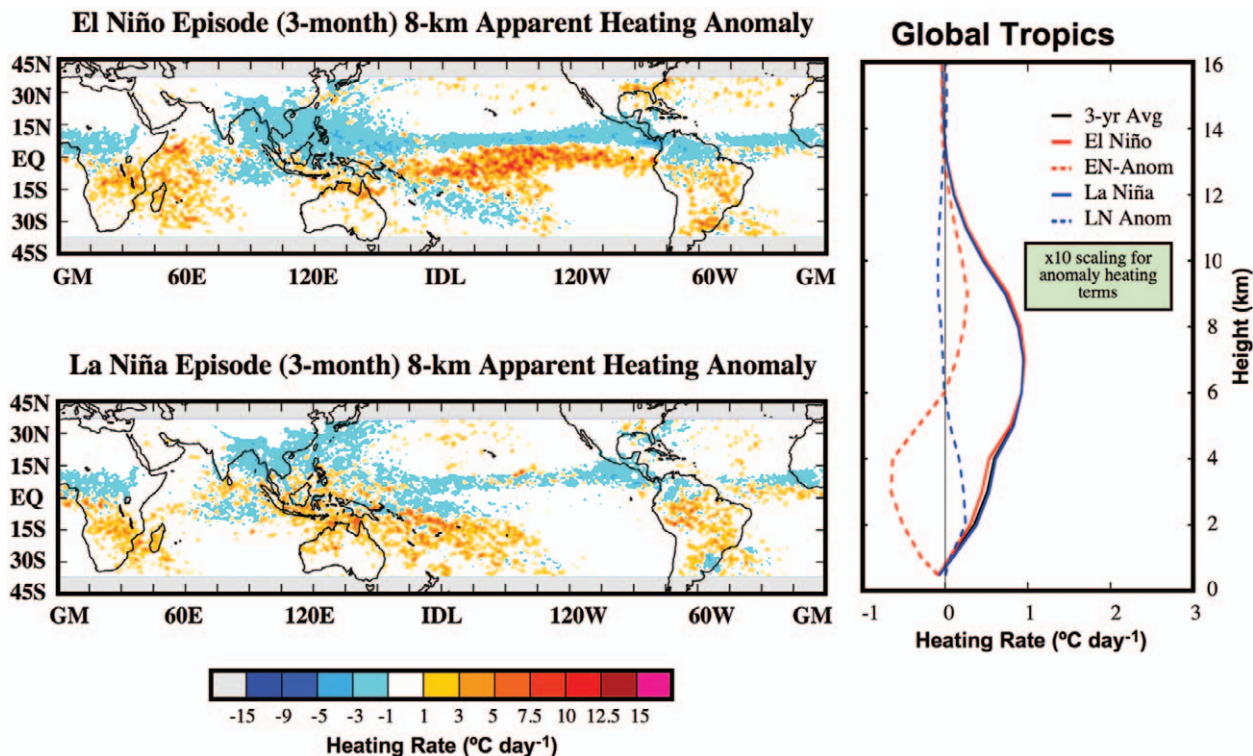 El Niño Episode (3-month) 8-km Apparent Heating Anomaly
45N
30N
15N
EQ
15S
30S
45S
GM 60E 120E IDL 120W 60W GM
La Niña Episode (3-month) 8-km Apparent Heating Anomaly
45N
30N
15N
EQ
15S
30S
45S
GM 60E 120E IDL 120W 60W GM
-15 -9 -5 -3 -1 1 3 5 7.5 10 12.5 15
Heating Rate (ºC day-1)
Global Tropics
3-yr Avg
El Niño
EN-Anom
La Niña
LN Anom
x10 scaling for
anomaly heating
terms
16
14
12
10
8
6
4
2
0
Height (km)
-1 0 1 2 3
Heating Rate (ºC day-1)